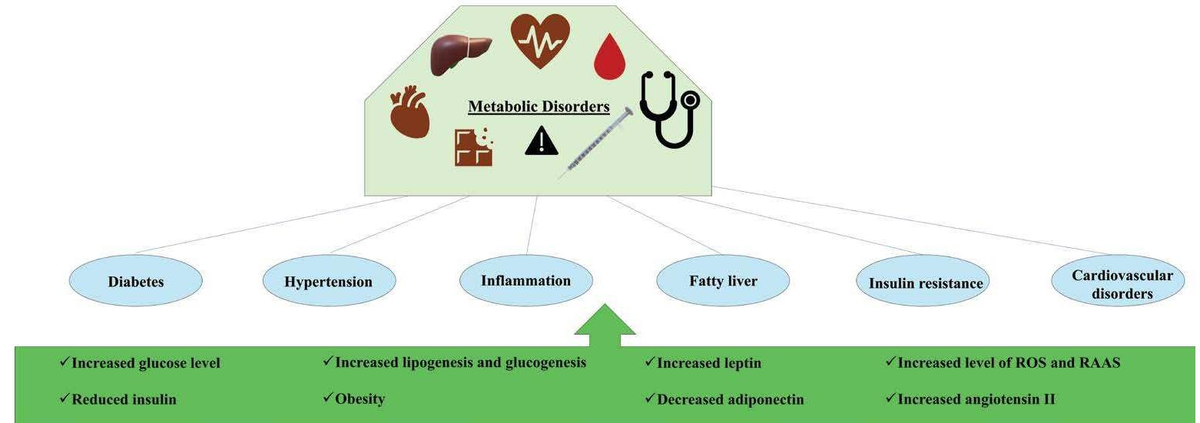 Metabolic Disorders
Diabetes
Hypertension
Inflammation
Fatty liver
Insulin resistance
Cardiovascular
disorders
✓Increased glucose level
✓Increased lipogenesis and glucogenesis
✓Increased leptin
✓Increased level of ROS and RAAS
✓Reduced insulin
✓Obesity
✓Decreased adiponectin
✓Increased angiotensin II